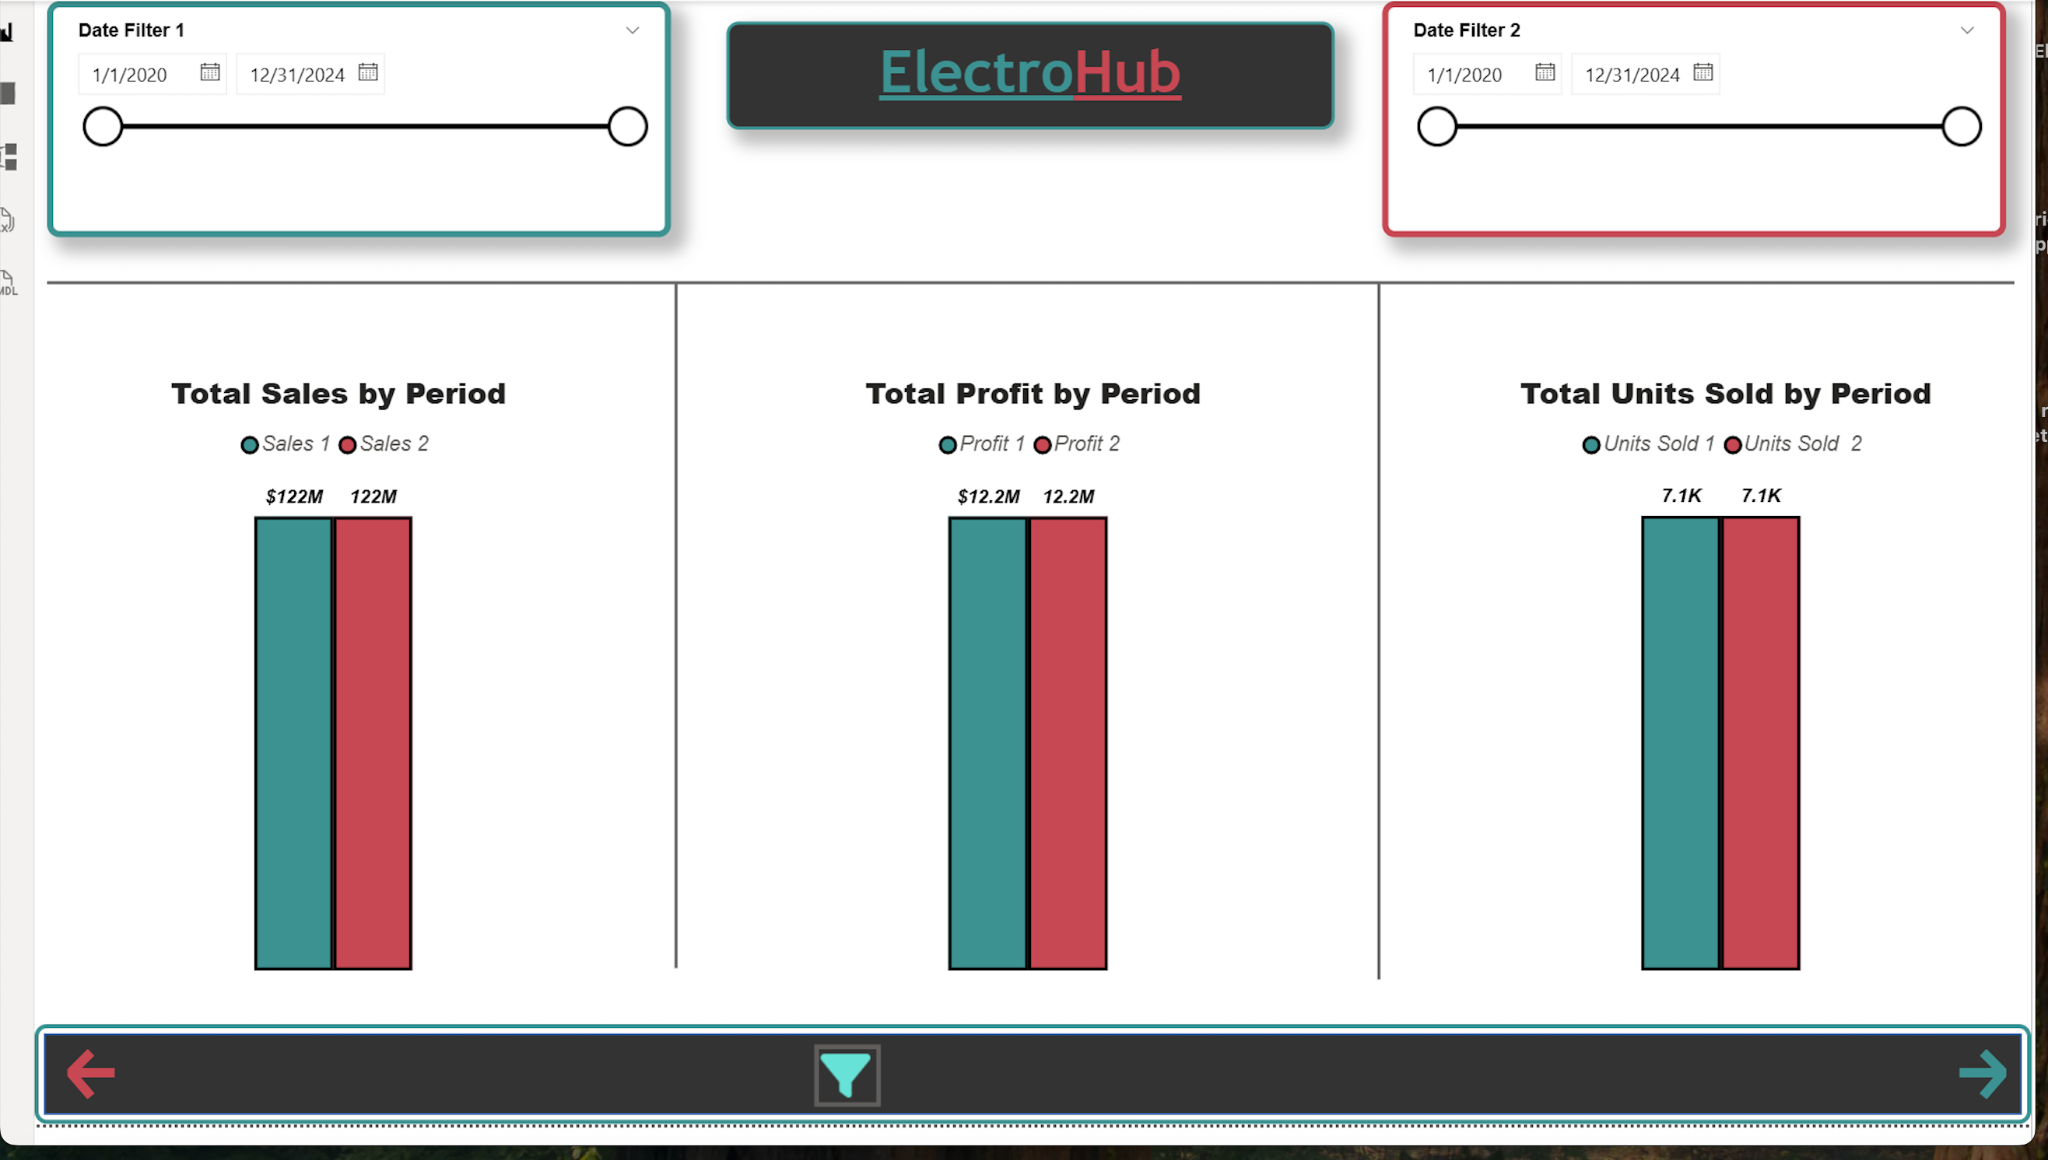 Date Filter 1
1/1/2020 12/31/2024
ElectroHub
Date Filter 2
1/1/2020 12/31/2024
Total Sales by Period
Sales 1 Sales 2
$122M 122M
Total Profit by Period
Profit 1 Profit 2
$12.2M 12.2M
Total Units Sold by Period
Units Sold 1 Units Sold  2
7.1K 7.1K